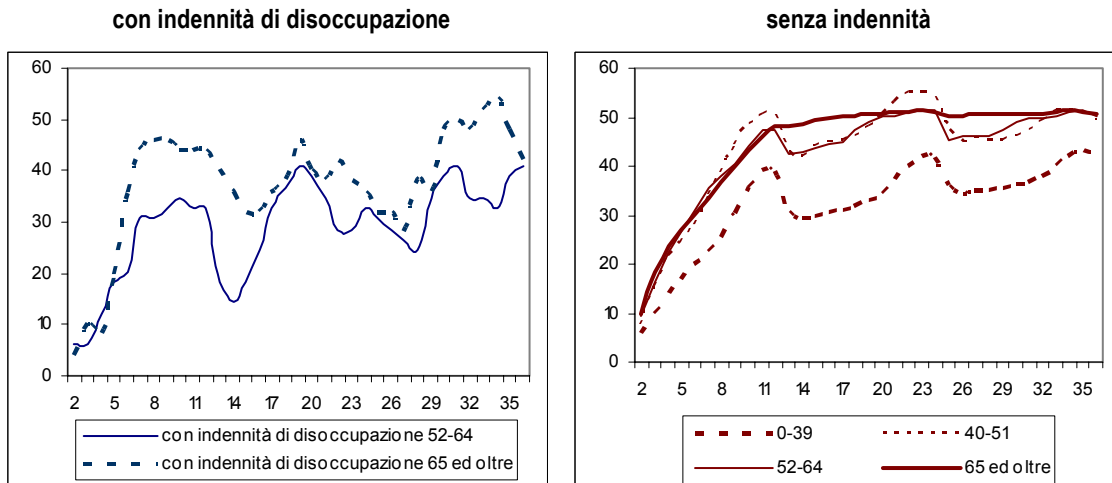 con indennità di disoccupazione
60
50
40
30
20
10
0
2 5 8 11 14 17 20 23 26 29 32 35
con indennità di disoccupazione 52-64
con indennità di disoccupazione 65 ed oltre
senza indennità
60
50
40
30
20
10
0
2 5 8 11 14 17 20 23 26 29 32 35
0-39 40-51
52-64 65 ed oltre